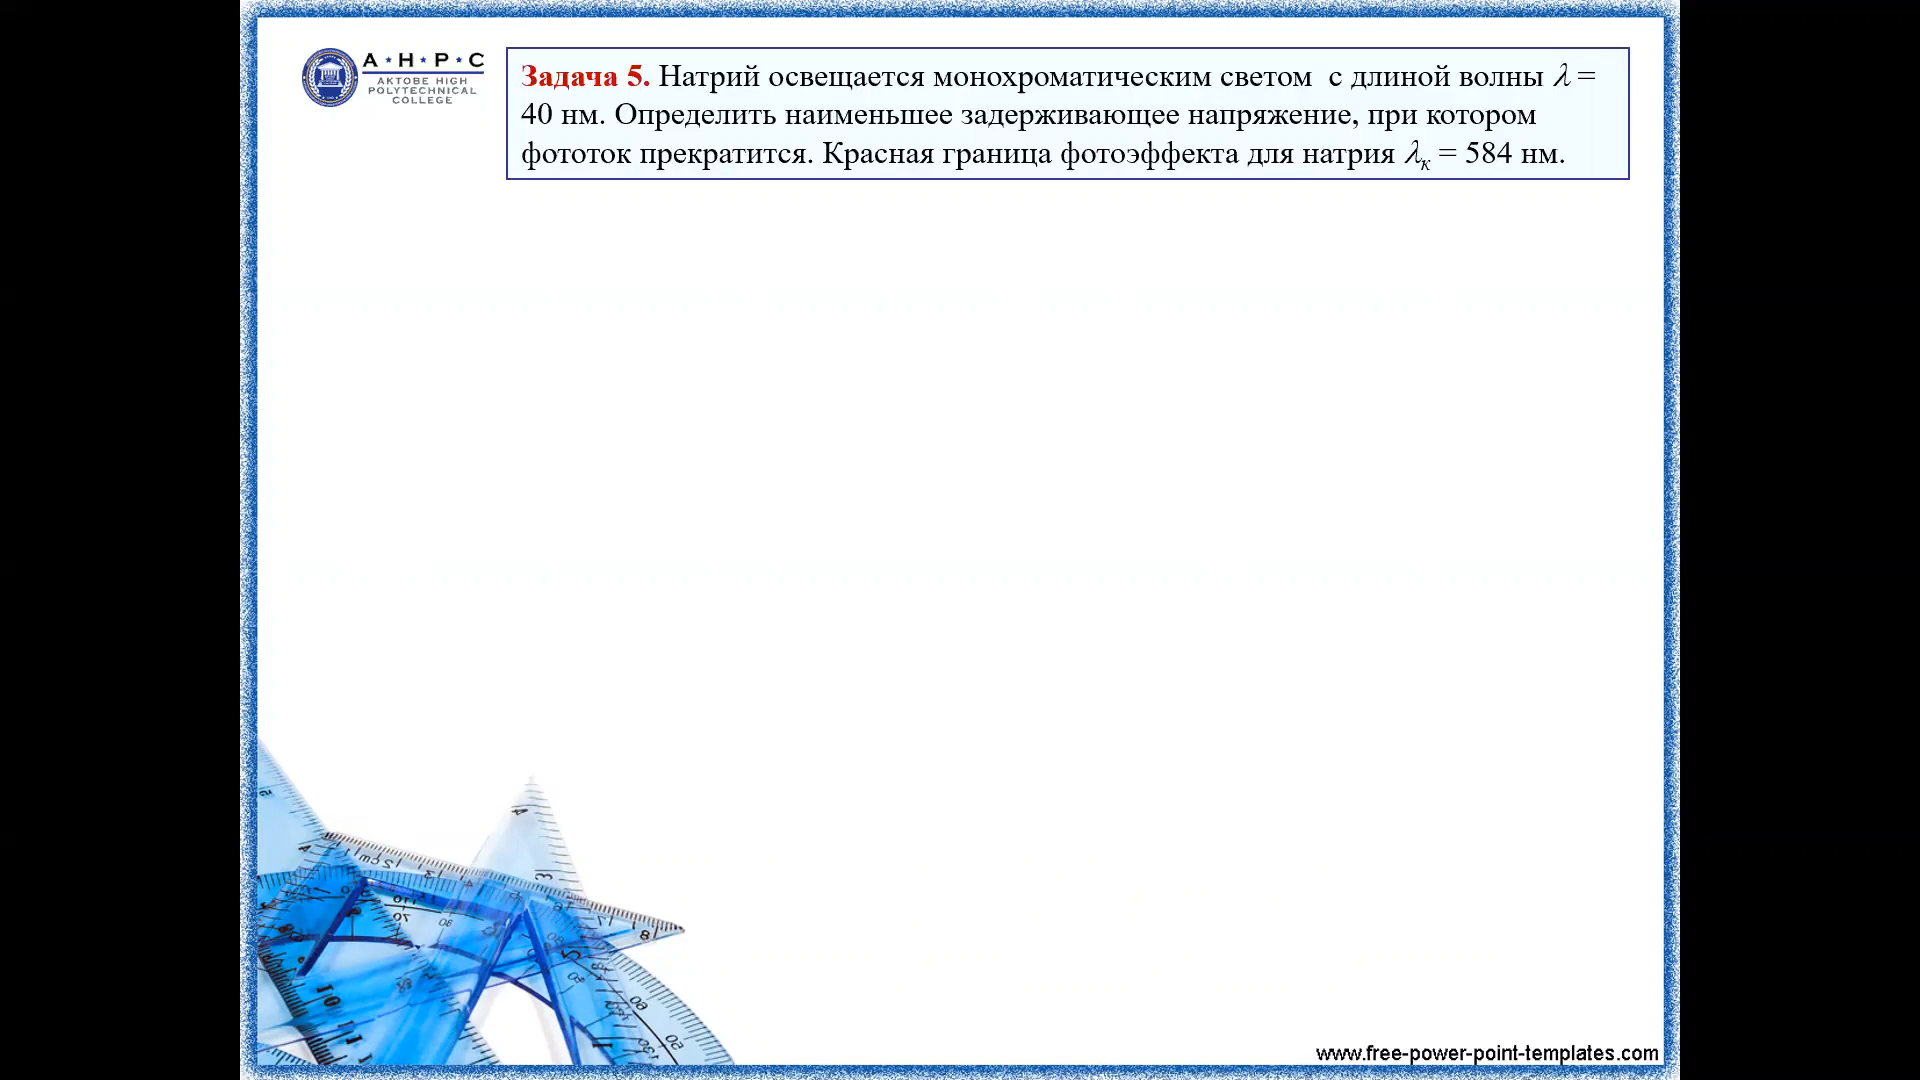 A·H·P·C
AKTOBE HIGH
POLYTECHNICAL
COLLEGE
Задача 5. Натрий освещается монохроматическим светом с длиной волны λ =
40 нм. Определить наименьшее задерживающее напряжение, при котором
фототок прекратится. Красная граница фотоэффекта для натрия λк = 584 нм.
www.free-power-point-templates.com